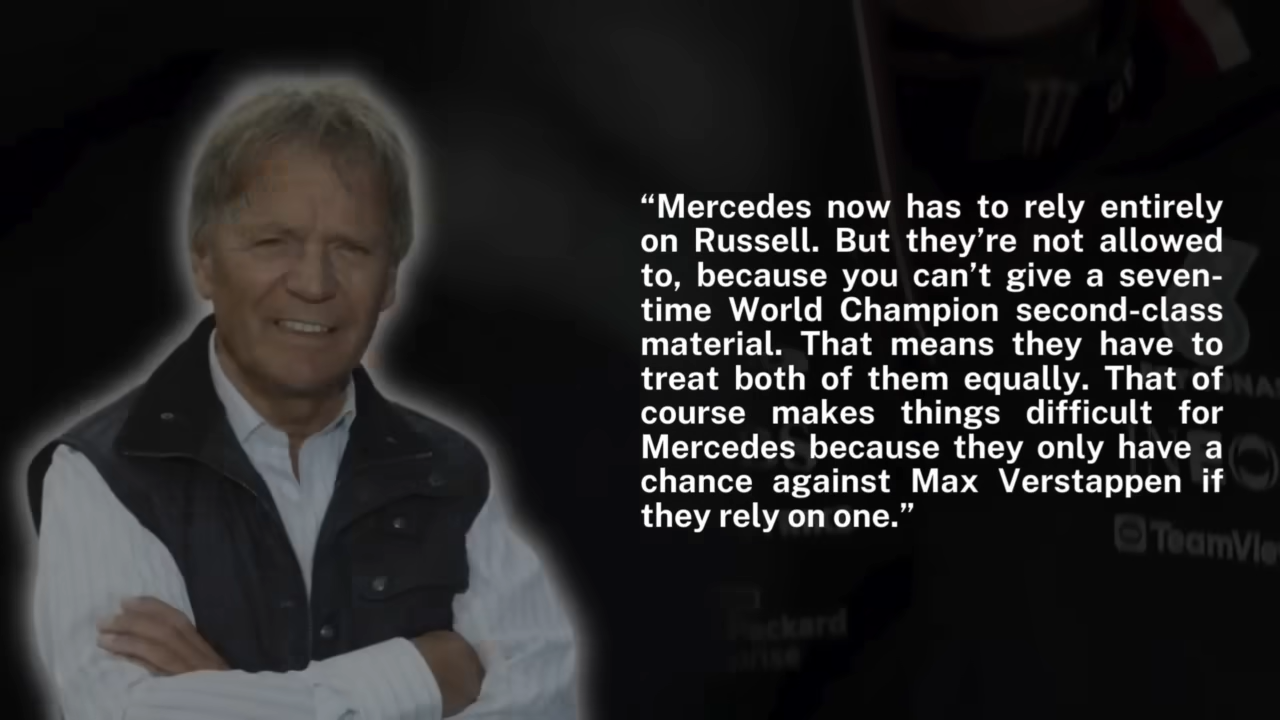 “Mercedes now has to rely entirely
on Russell. But they’re not allowed
to, because you can’t give a seven-
time World Champion second-class
material. That means they have to
treat both of them equally. That of
course makes things difficult for
Mercedes because they only have a
chance against Max Verstappen if
they rely on one.”
TeamVie